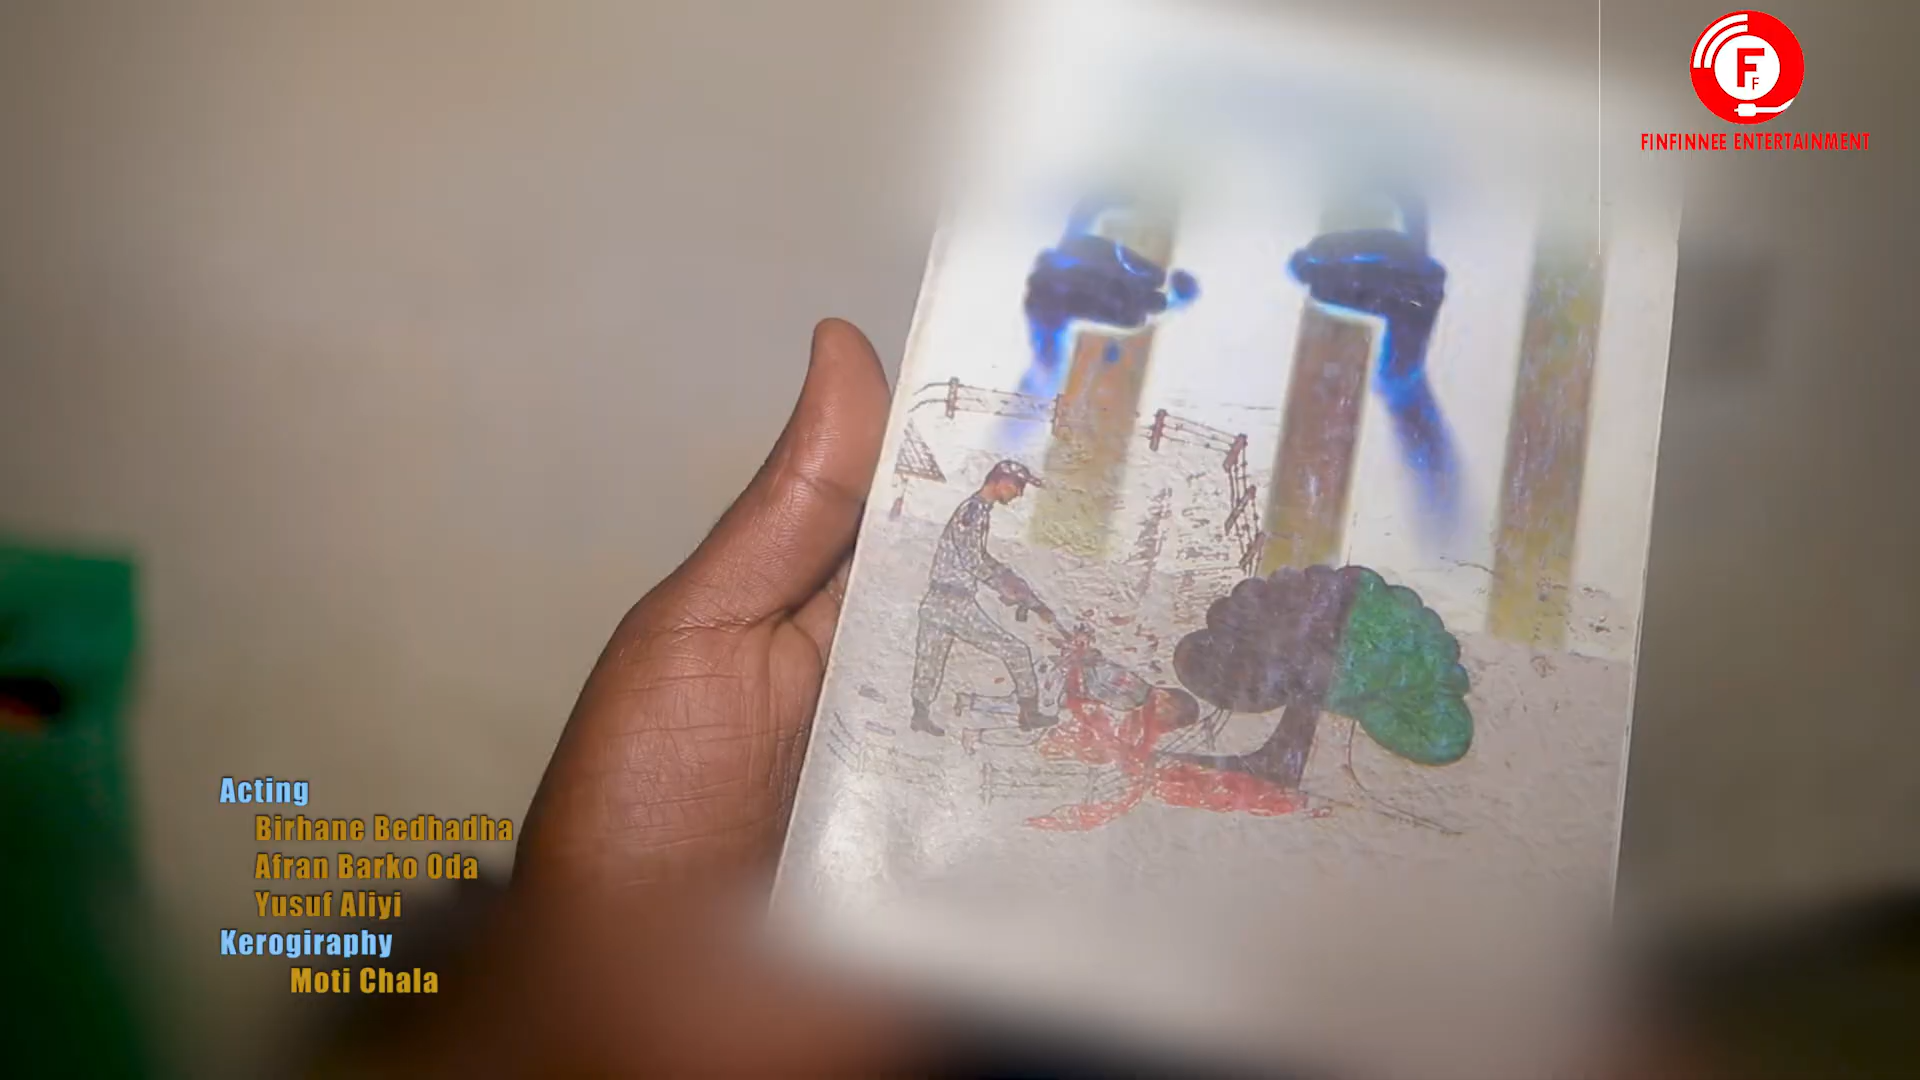 F
F
FINFINNEE ENTERTAINMENT
Acting
Birhane Bedhadha
Afran Barko Oda
Yusuf Aliyi
Kerogiraphy
Moti Chala